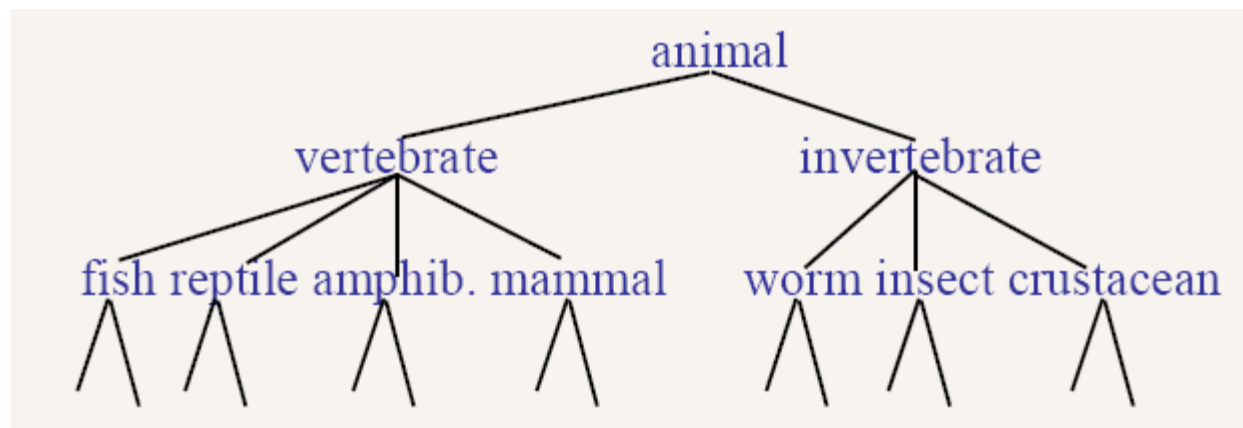 animal
vertebrate invertebrate
fish reptile amphib. mammal worm insect crustacean